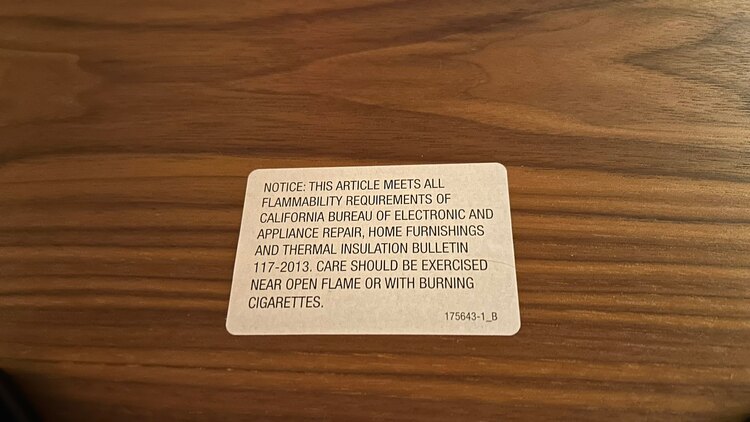 NOTICE: THIS ARTICLE MEETS ALL
FLAMMABILITY REQUIREMENTS OF
CALIFORNIA BUREAU OF ELECTRONIC AND
APPLIANCE REPAIR, HOME FURNISHINGS
AND THERMAL INSULATION BULLETIN
117-2013. CARE SHOULD BE EXERCISED
NEAR OPEN FLAME OR WITH BURNING
CIGARETTES.
175643-1_B